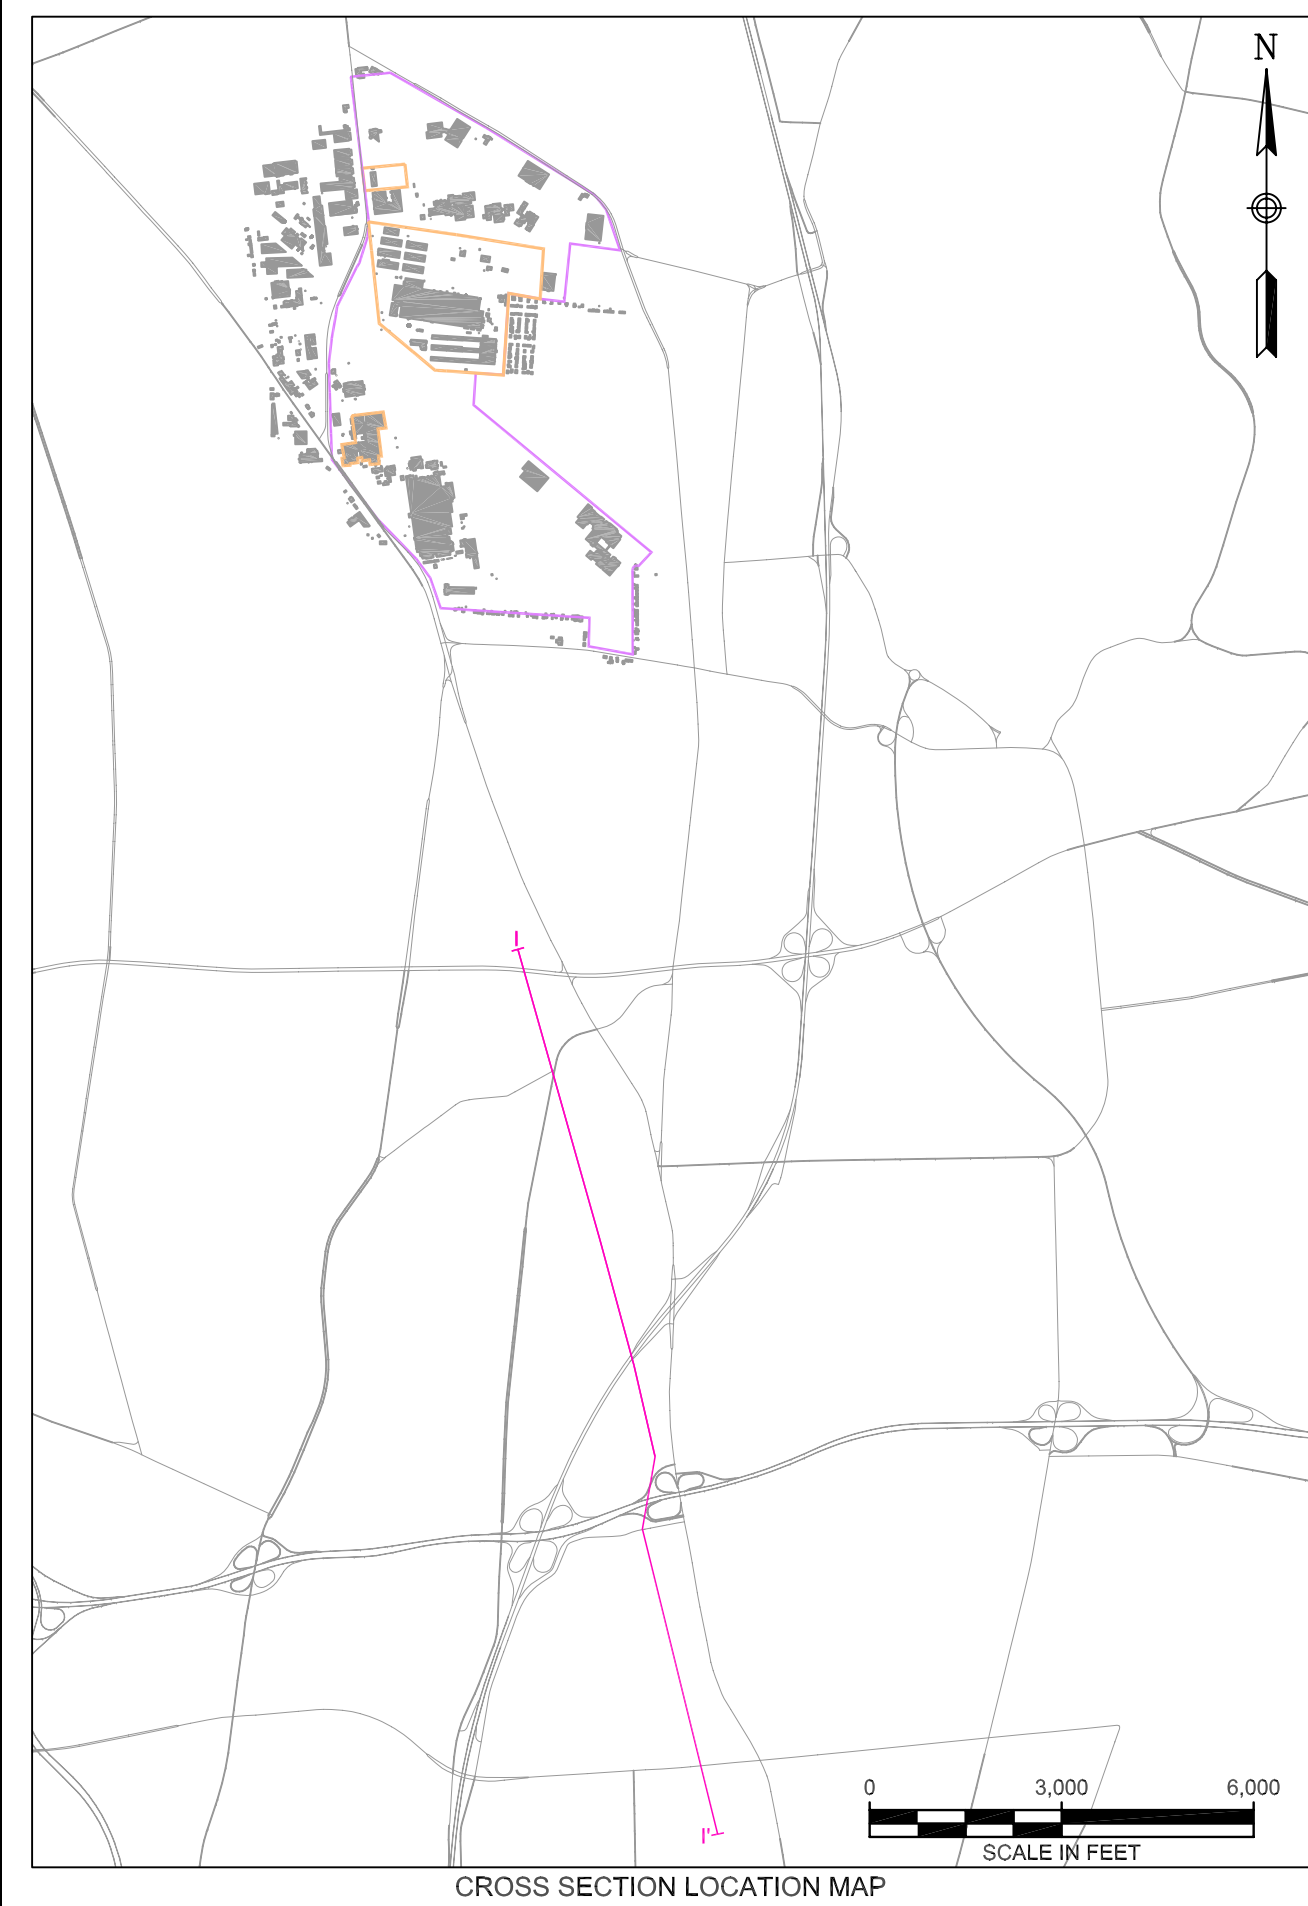 N
I
I'
0 3,000 6,000
SCALE IN FEET
CROSS SECTION LOCATION MAP